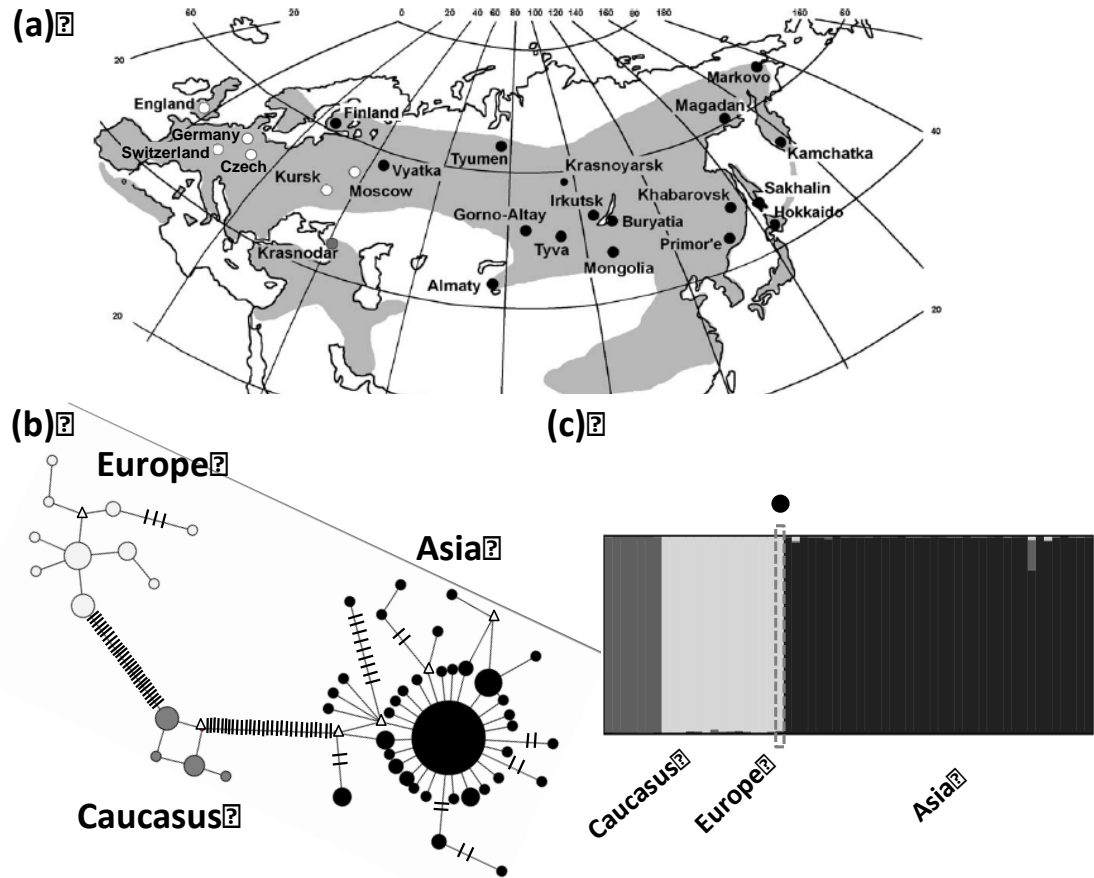 (a)⍰
60
20
0
20
40
60
80
100
120
140
80
180
160
60
20
40
20
20
England
Finland
Germany
Switzerland
Czech
Kursk
Moscow
Vyatka
Tyumen
Krasnoyarsk
Irkutsk
Khabarovsk
Markovo
Magadan
Kamchatka
Sakhalin
Hokkaido
Gorno-Altay
Buryatia
Primor'e
Krasnodar
Tyva
Mongolia
Almaty
(b)⍰
(c)⍰
Europe⍰
Asia⍰
Caucasus⍰
Caucasus⍰
Europe⍰
Asia⍰